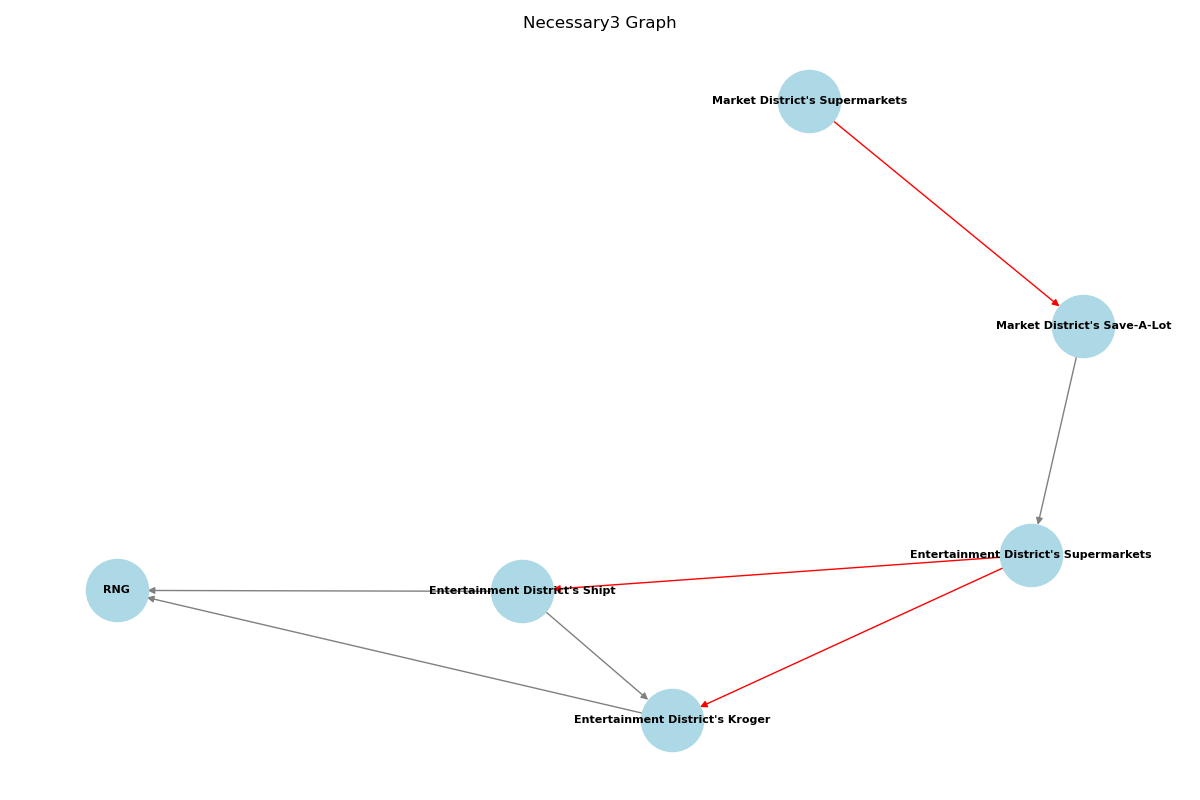 Necessary3 Graph
Market District's Supermarkets
Market District's Save-A-Lot
Entertainment District's Supermarkets
RNG
Entertainment District's Shipt
Entertainment District's Kroger